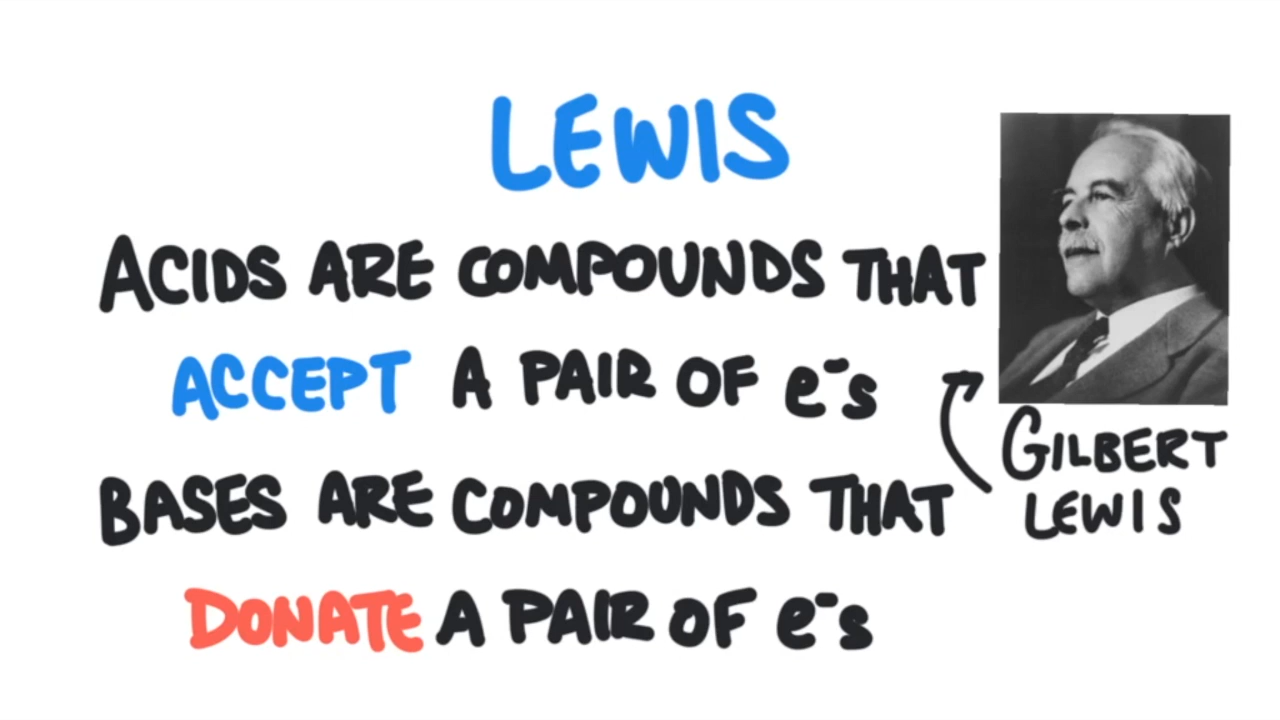 LEWIS
ACIDS ARE COMPOUNDS THAT
ACCEPT A PAIR OF e⁻s
BASES ARE COMPOUNDS THAT
DONATE A PAIR OF e⁻s
GILBERT
LEWIS